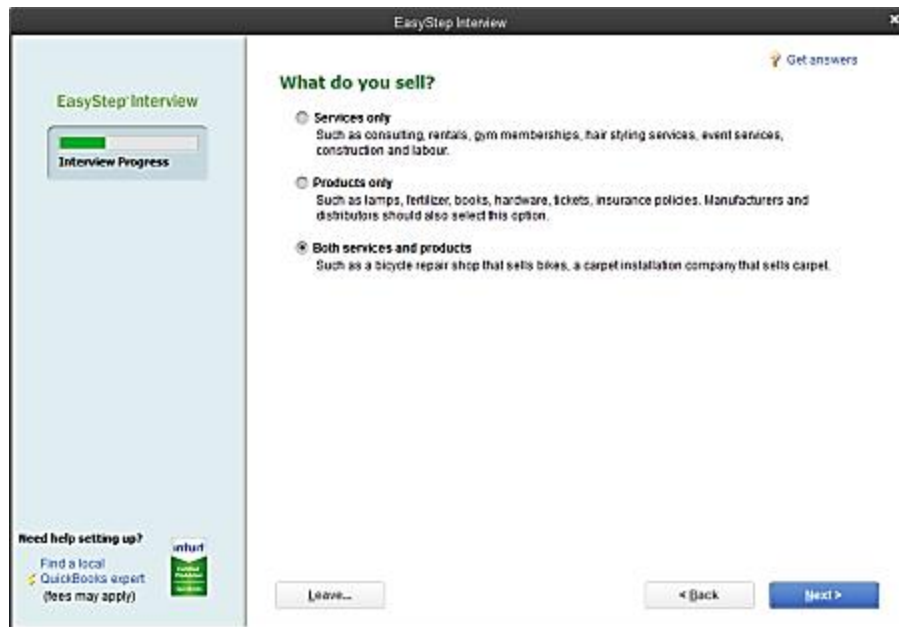 EasyStep Interview
Get answers
EasyStep Interview
Interview Progress
What do you sell?
Services only
Such as consulting, rentals, gym memberships, hair styling services, event services,
construction and labour.
Products only
Such as lamps, fertilizer, books, hardware, tickets, insurance policies. Manufacturers and
distributors should also select this option.
Both services and products
Such as a bicycle repair shop that sells bikes, a carpet installation company that sells carpet.
Need help setting up?
Find a local
QuickBooks expert
(fees may apply)
intuit
Leave...
< Back
Next >